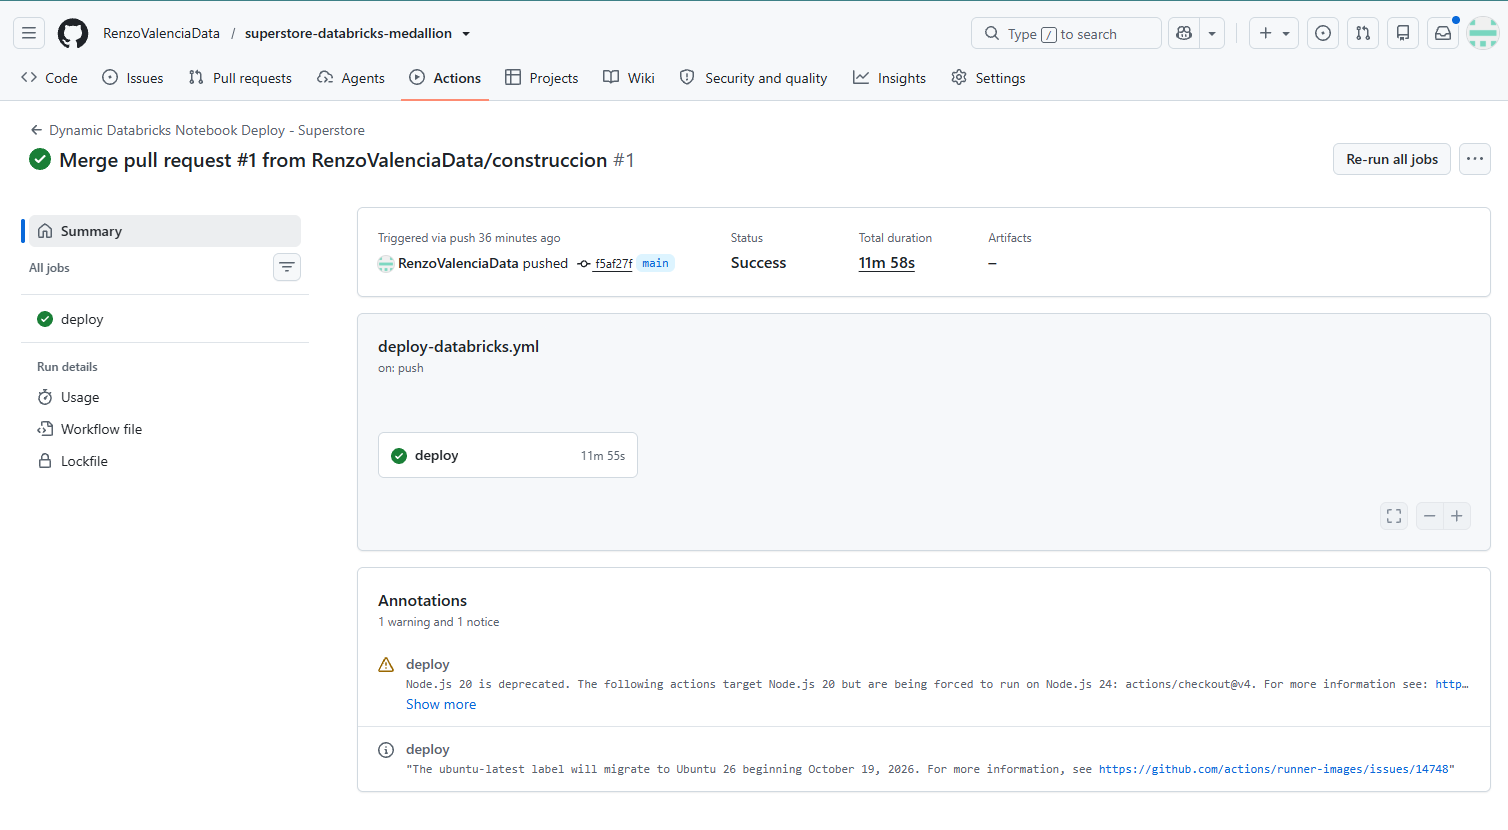 RenzoValenciaData / superstore-databricks-medallion
Type / to search
Code Issues Pull requests Agents Actions Projects Wiki Security and quality Insights Settings
Dynamic Databricks Notebook Deploy - Superstore
Merge pull request #1 from RenzoValenciaData/construccion #1
Re-run all jobs
Summary
All jobs
deploy
Run details
Usage
Workflow file
Lockfile
Triggered via push 36 minutes ago
RenzoValenciaData pushed f5af27f main
Status
Success
Total duration
11m 58s
Artifacts
–
deploy-databricks.yml
on: push
deploy 11m 55s
Annotations
1 warning and 1 notice
deploy
Node.js 20 is deprecated. The following actions target Node.js 20 but are being forced to run on Node.js 24: actions/checkout@v4. For more information see: http…
Show more
deploy
"The ubuntu-latest label will migrate to Ubuntu 26 beginning October 19, 2026. For more information, see https://github.com/actions/runner-images/issues/14748"